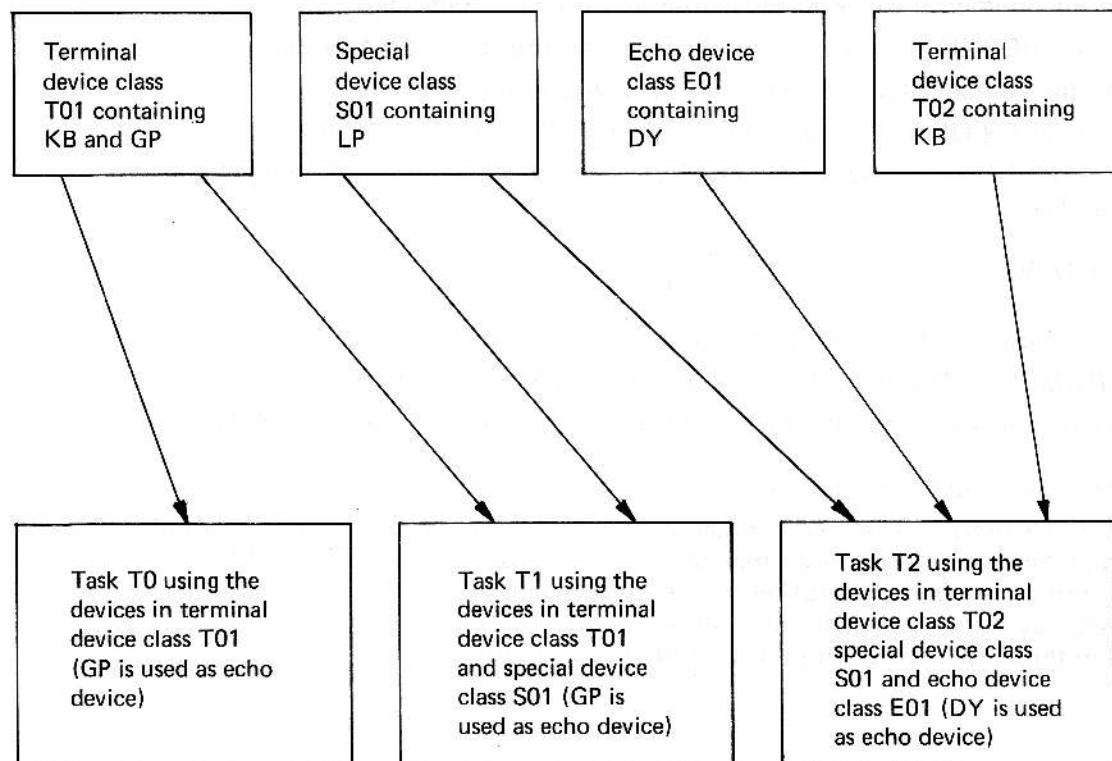 Terminal
device class
T01 containing
KB and GP
Special
device class
S01 containing
LP
Echo device
class E01
containing
DY
Terminal
device class
T02 containing
KB
Task T0 using the
devices in terminal
device class T01
(GP is used as echo
device)
Task T1 using the
devices in terminal
device class T01
and special device
class S01 (GP is
used as echo device)
Task T2 using the
devices in terminal
device class T02
special device class
S01 and echo device
class E01 (DY is used
as echo device)